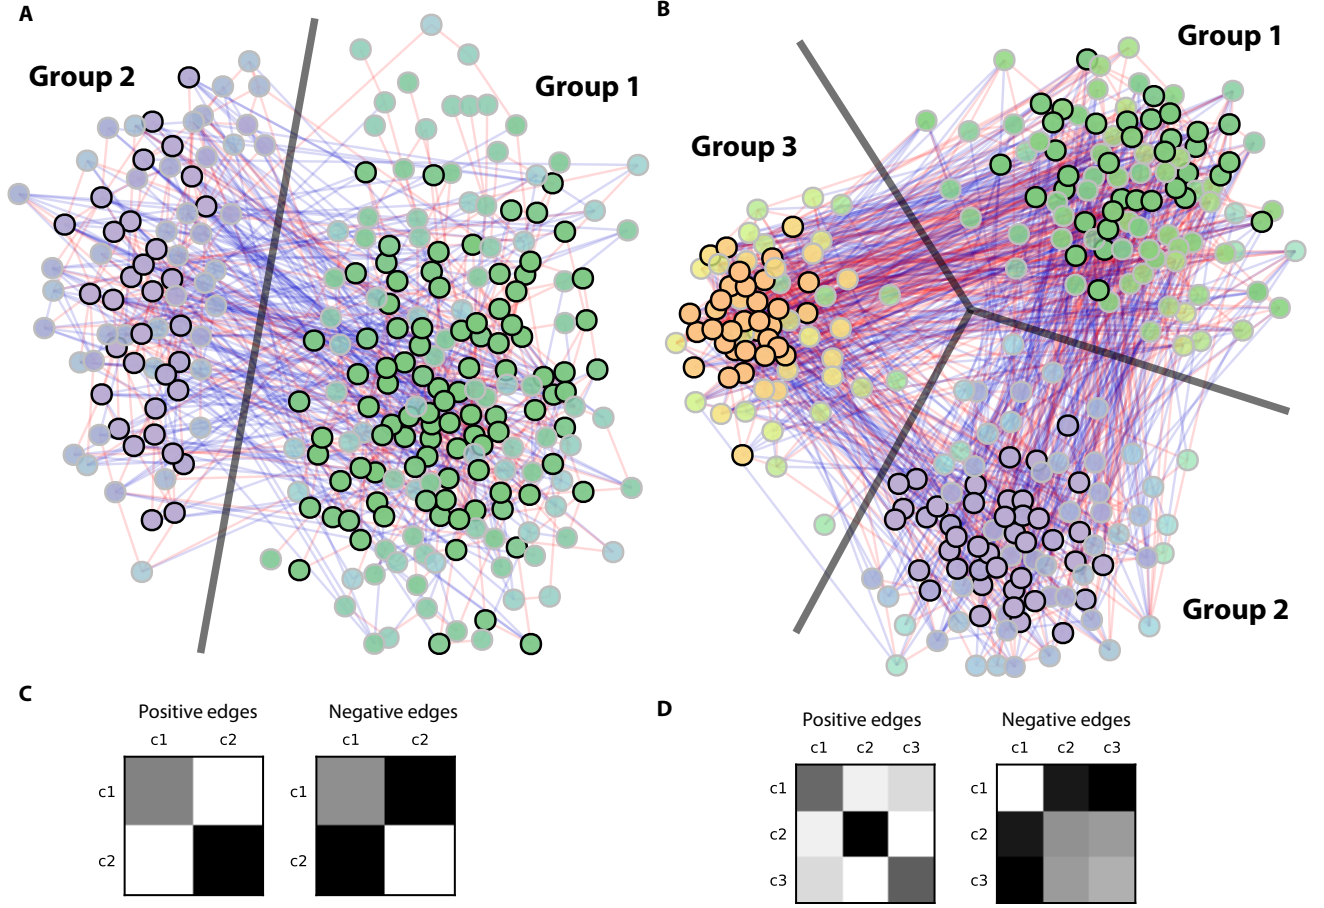 A
Group 2
Group 1
B
Group 1
Group 3
Group 2
C
Positive edges
c1 c2
c1
c2
Negative edges
c1 c2
c1
c2
D
Positive edges
c1 c2 c3
c1
c2
c3
Negative edges
c1 c2 c3
c1
c2
c3